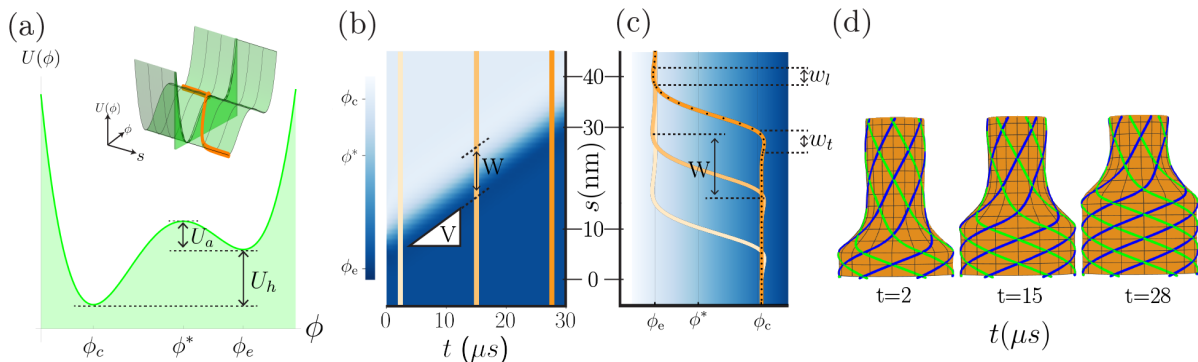 (a)
U(ϕ)
U(ϕ)
ϕ
s
U_a
U_h
ϕ
ϕ_c
ϕ*
ϕ_e
(b)
ϕ_c
ϕ*
ϕ_e
W
V
0
10
20
30
t (μs)
(c)
40
30
20
10
0
s(nm)
w_l
w_t
W
ϕ_e
ϕ*
ϕ_c
(d)
t=2
t=15
t=28
t(μs)